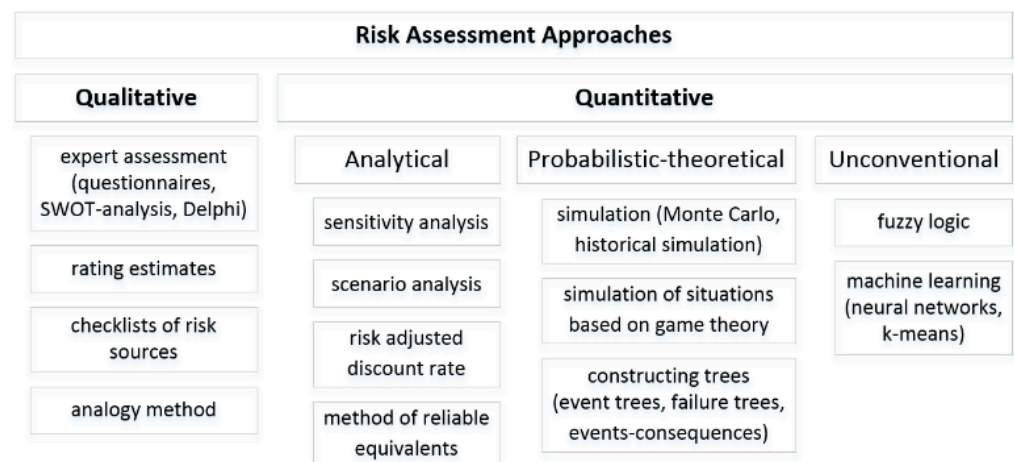 Risk Assessment Approaches
Qualitative
expert assessment
(questionnaires,
SWOT-analysis, Delphi)
rating estimates
checklists of risk
sources
analogy method
Quantitative
Analytical
sensitivity analysis
scenario analysis
risk adjusted
discount rate
method of reliable
equivalents
Probabilistic-theoretical
simulation (Monte Carlo,
historical simulation)
simulation of situations
based on game theory
constructing trees
(event trees, failure trees,
events-consequences)
Unconventional
fuzzy logic
machine learning
(neural networks,
k-means)